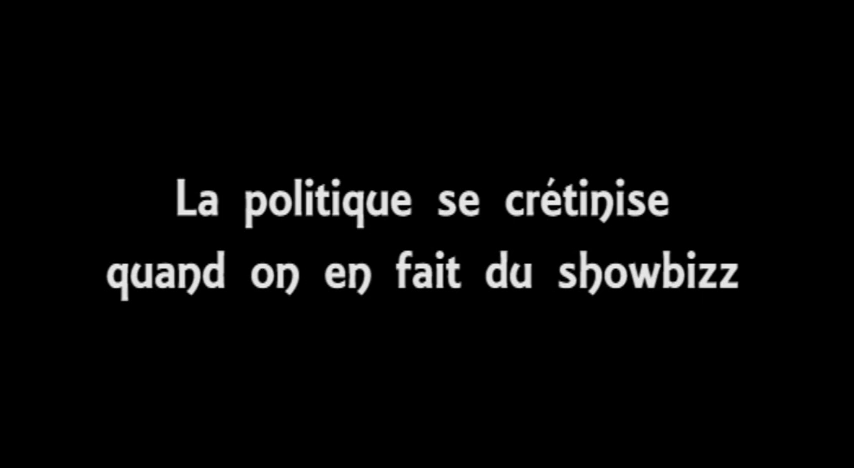 La politique se crétinise
quand on en fait du showbizz